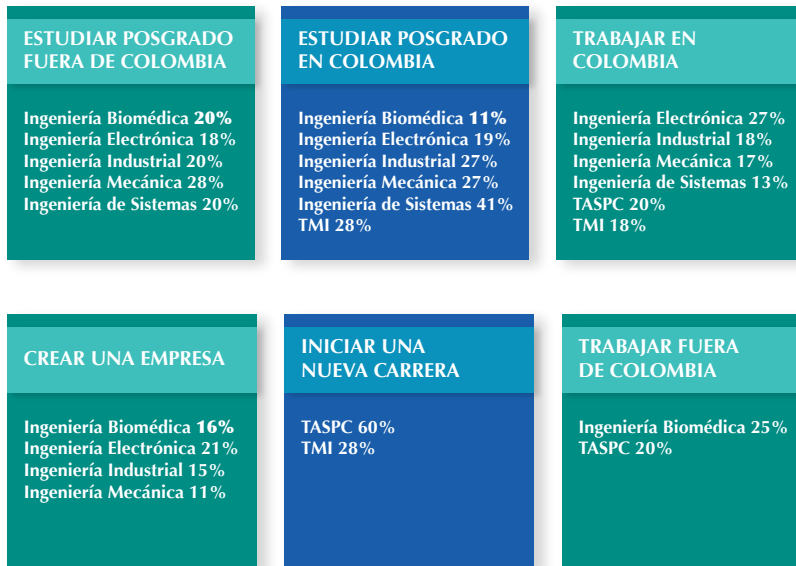 ESTUDIAR POSGRADO
FUERA DE COLOMBIA
Ingeniería Biomédica 20%
Ingeniería Electrónica 18%
Ingeniería Industrial 20%
Ingeniería Mecánica 28%
Ingeniería de Sistemas 20%
ESTUDIAR POSGRADO
EN COLOMBIA
Ingeniería Biomédica 11%
Ingeniería Electrónica 19%
Ingeniería Industrial 27%
Ingeniería Mecánica 27%
Ingeniería de Sistemas 41%
TMI 28%
TRABAJAR EN
COLOMBIA
Ingeniería Electrónica 27%
Ingeniería Industrial 18%
Ingeniería Mecánica 17%
Ingeniería de Sistemas 13%
TASPC 20%
TMI 18%
CREAR UNA EMPRESA
Ingeniería Biomédica 16%
Ingeniería Electrónica 21%
Ingeniería Industrial 15%
Ingeniería Mecánica 11%
INICIAR UNA
NUEVA CARRERA
TASPC 60%
TMI 28%
TRABAJAR FUERA
DE COLOMBIA
Ingeniería Biomédica 25%
TASPC 20%